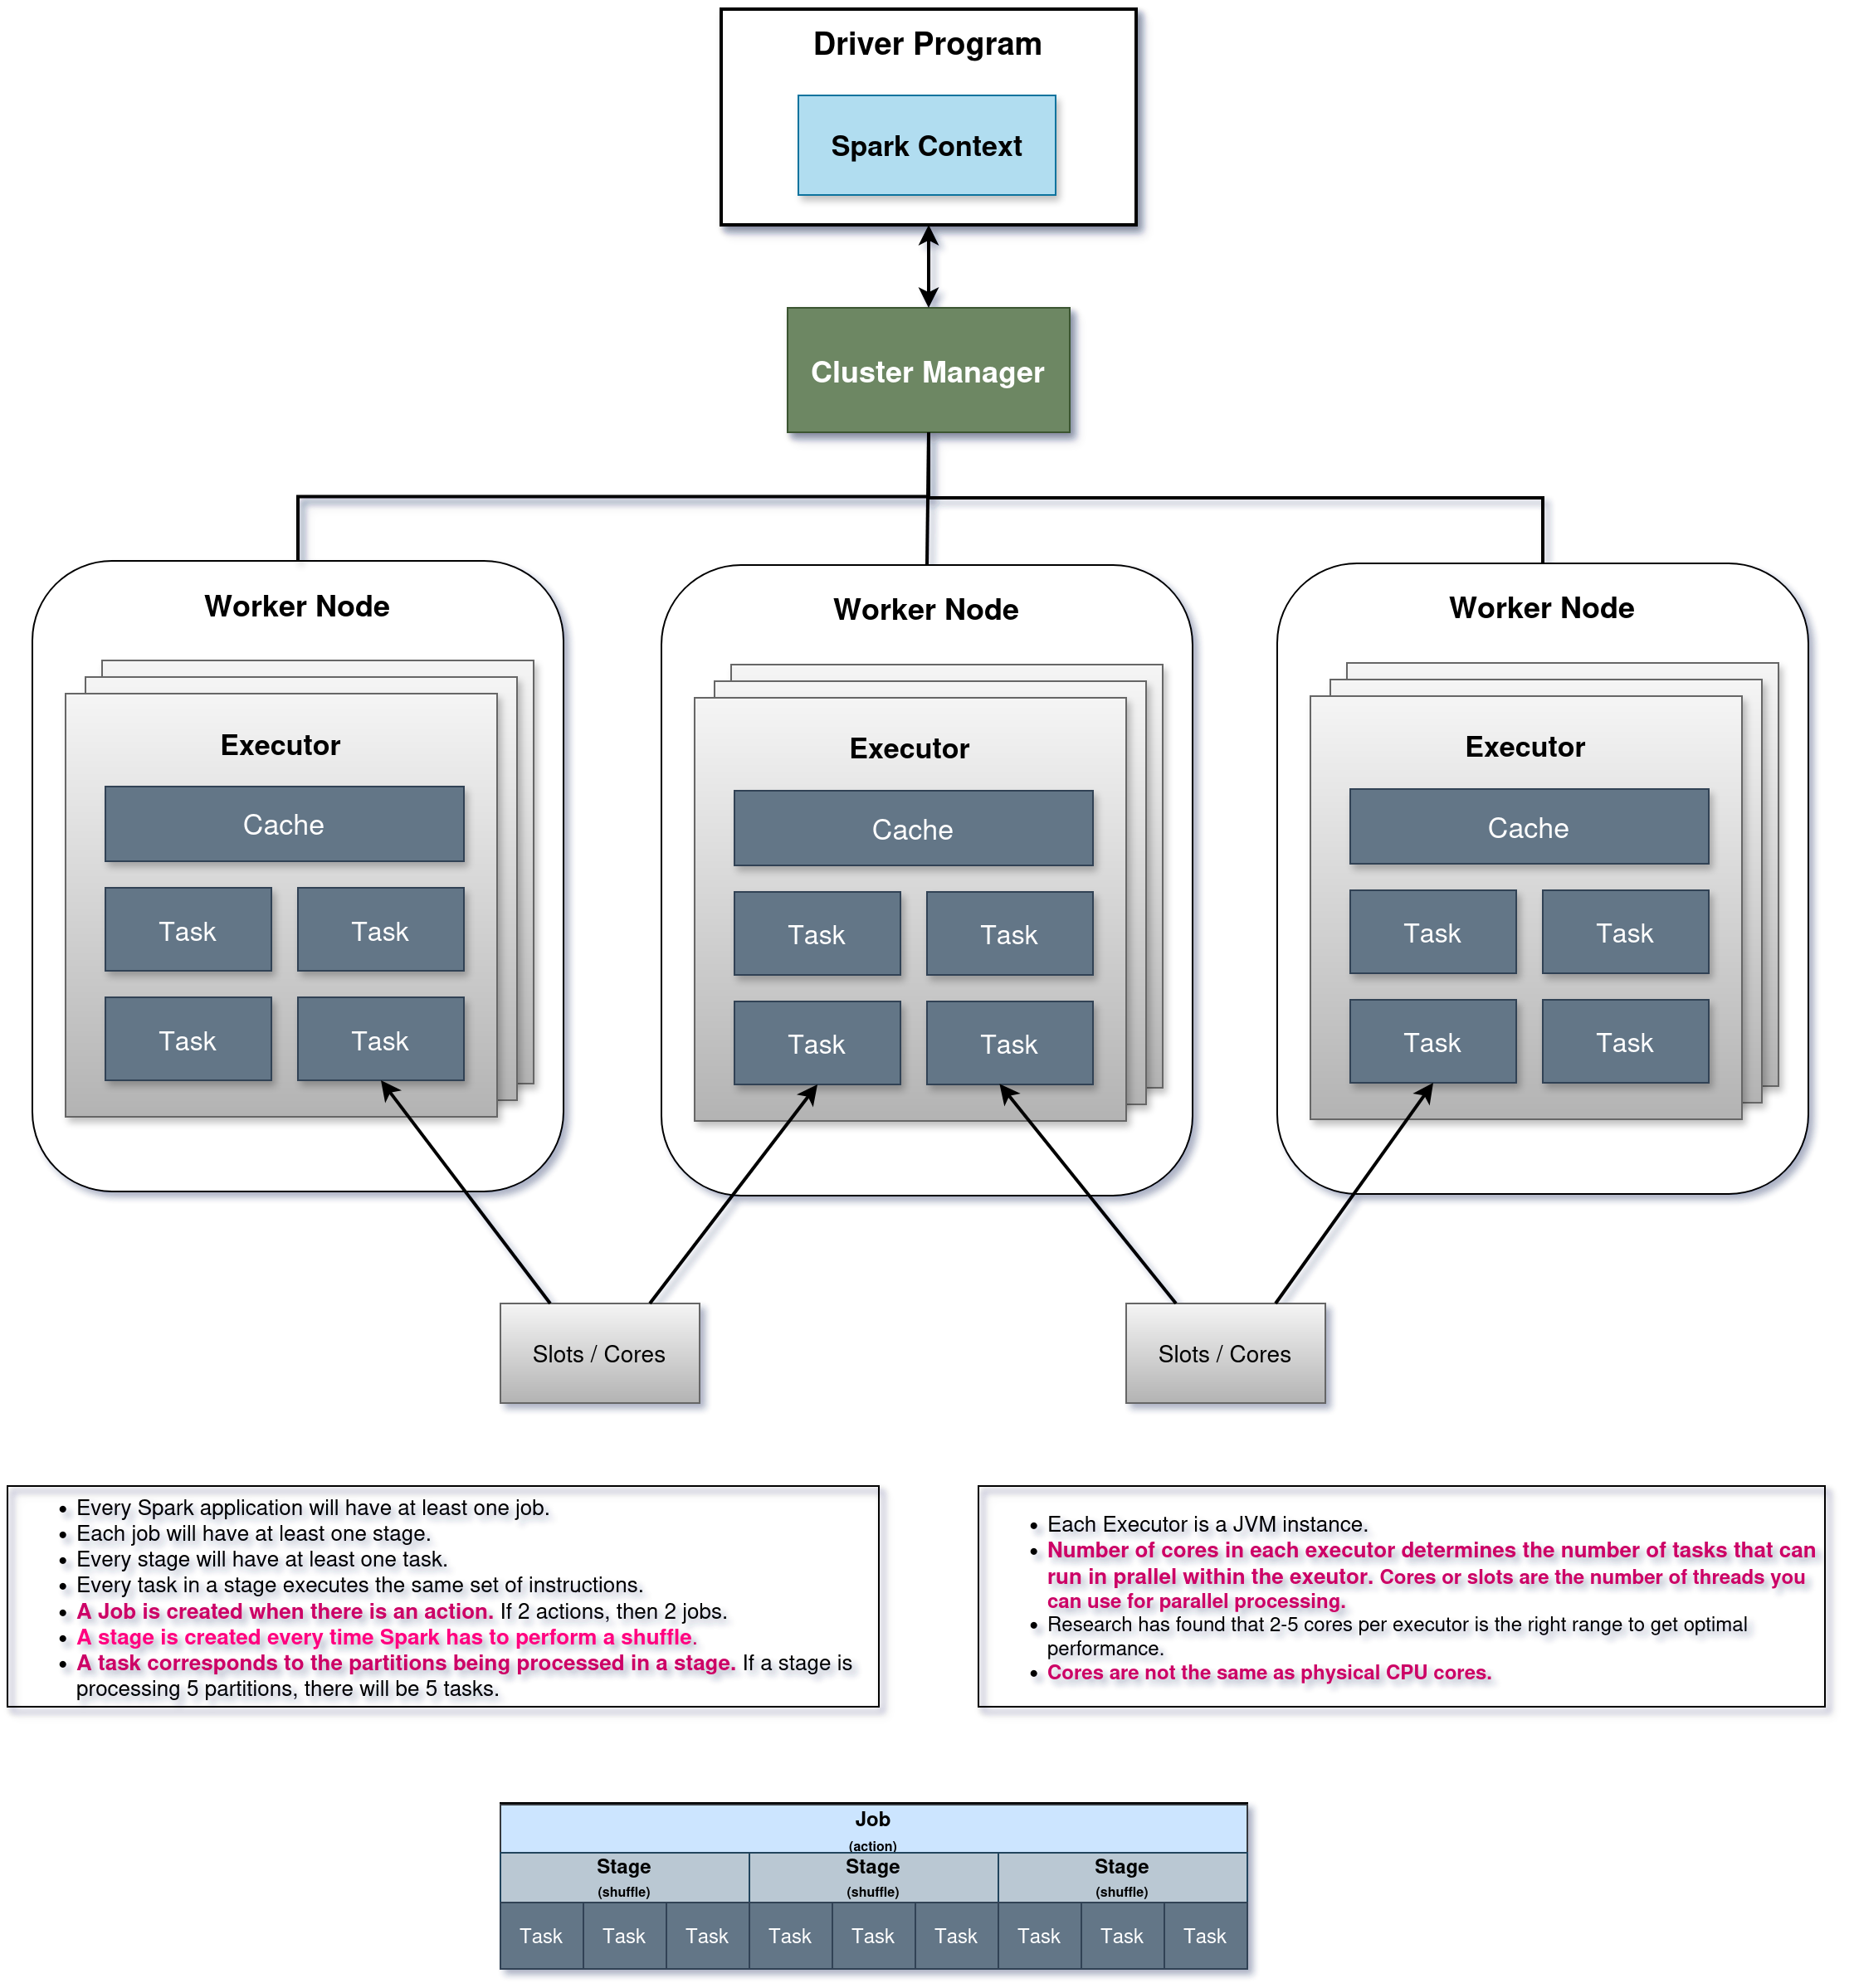 Driver Program
Spark Context
Cluster Manager
Worker Node
Executor
Cache
Task Task
Task Task
Worker Node
Executor
Cache
Task Task
Task Task
Worker Node
Executor
Cache
Task Task
Task Task
Slots / Cores
Slots / Cores
• Every Spark application will have at least one job.
• Each job will have at least one stage.
• Every stage will have at least one task.
• Every task in a stage executes the same set of instructions.
• A Job is created when there is an action. If 2 actions, then 2 jobs.
• A stage is created every time Spark has to perform a shuffle.
• A task corresponds to the partitions being processed in a stage. If a stage is
processing 5 partitions, there will be 5 tasks.
• Each Executor is a JVM instance.
• Number of cores in each executor determines the number of tasks that can
run in prallel within the exeutor. Cores or slots are the number of threads you
can use for parallel processing.
• Research has found that 2-5 cores per executor is the right range to get optimal
performance.
• Cores are not the same as physical CPU cores.
Job
(action)
Stage Stage Stage
(shuffle) (shuffle) (shuffle)
Task Task Task Task Task Task Task Task Task